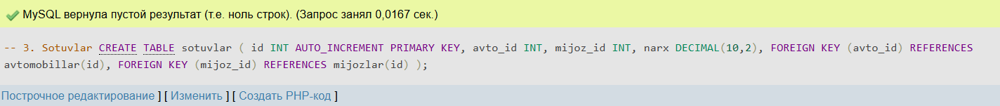 MySQL вернула пустой результат (т.е. ноль строк). (Запрос занял 0,0167 сек.)
-- 3. Sotuvlar CREATE TABLE sotuvlar ( id INT AUTO_INCREMENT PRIMARY KEY, avto_id INT, mijoz_id INT, narx DECIMAL(10,2), FOREIGN KEY (avto_id) REFERENCES
avtomobillar(id), FOREIGN KEY (mijoz_id) REFERENCES mijozlar(id) );
Построчное редактирование ] [ Изменить ] [ Создать PHP-код ]